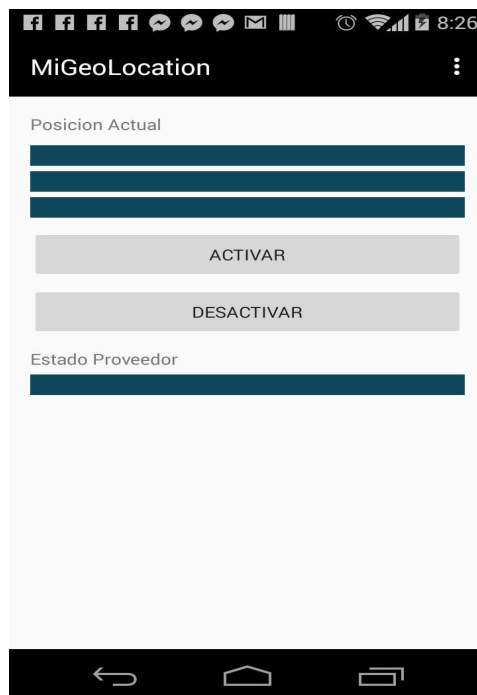 8:26
MiGeoLocation
Posicion Actual
ACTIVAR
DESACTIVAR
Estado Proveedor